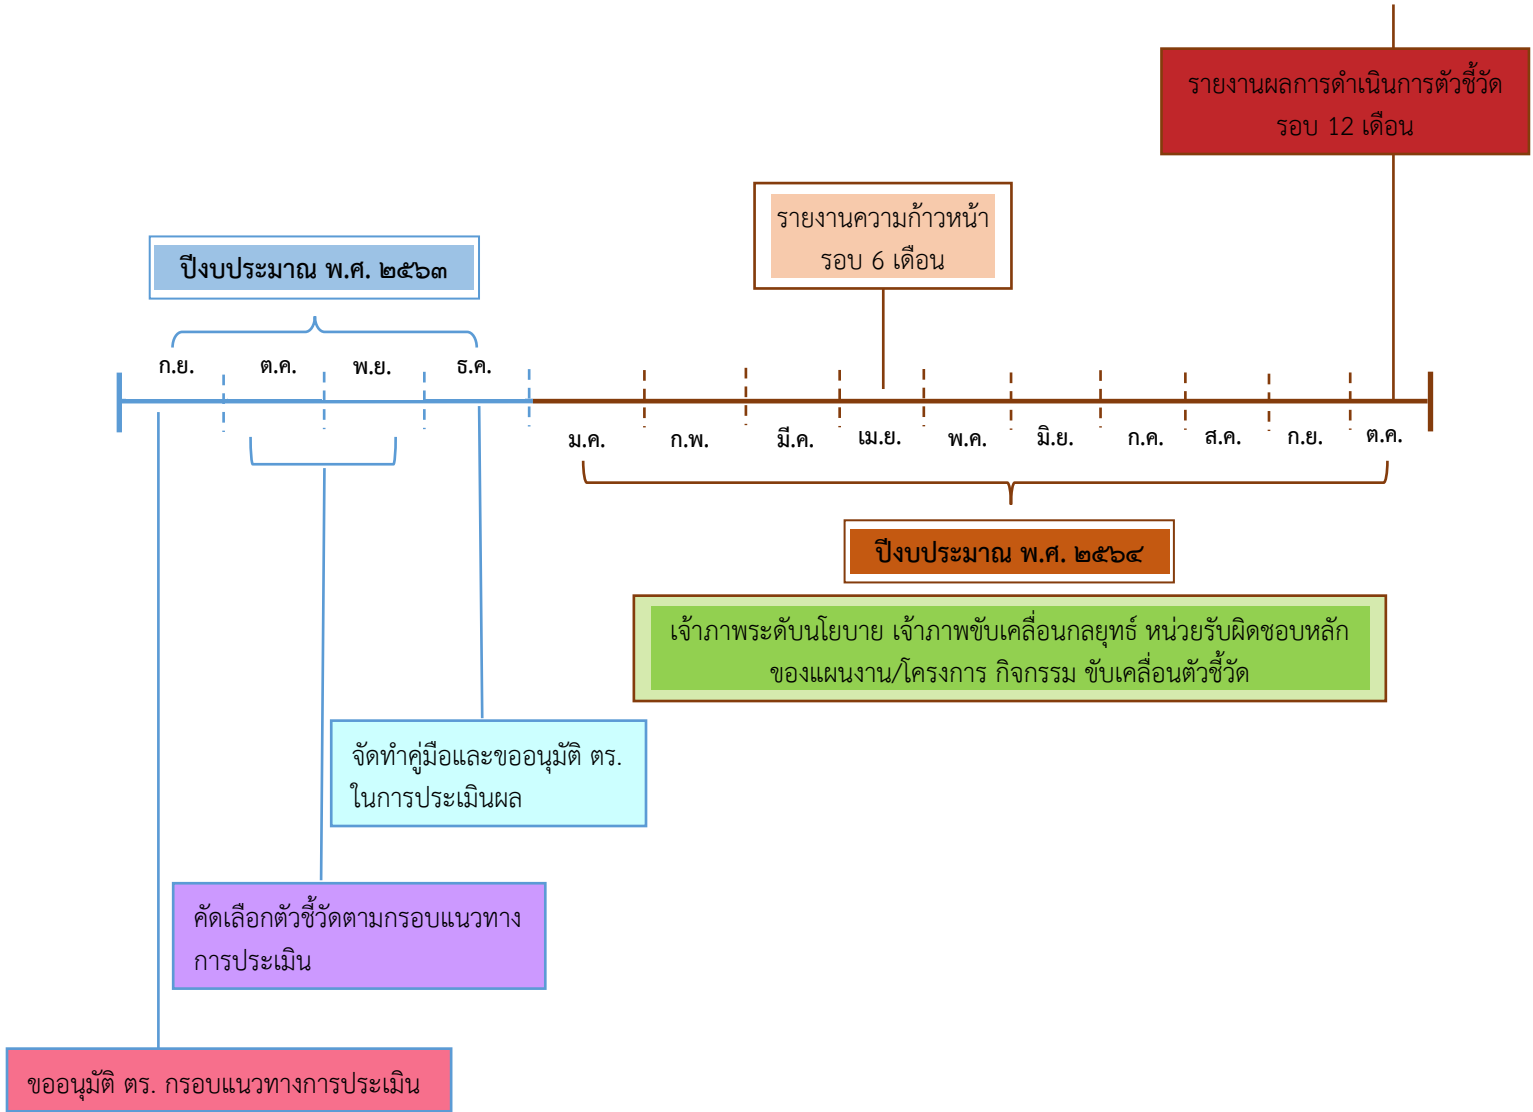 รายงานผลการดำเนินการตัวชี้วัด
รอบ 12 เดือน
รายงานความก้าวหน้า
รอบ 6 เดือน
ปีงบประมาณ พ.ศ. ๒๕๖๓
ก.ย.
ต.ค.
พ.ย.
ธ.ค.
ม.ค.
ก.พ.
มี.ค.
เม.ย.
พ.ค.
มิ.ย.
ก.ค.
ส.ค.
ก.ย.
ต.ค.
ปีงบประมาณ พ.ศ. ๒๕๖๔
เจ้าภาพระดับนโยบาย เจ้าภาพขับเคลื่อนกลยุทธ์ หน่วยรับผิดชอบหลัก
ของแผนงาน/โครงการ กิจกรรม ขับเคลื่อนตัวชี้วัด
จัดทำคู่มือและขออนุมัติ ตร.
ในการประเมินผล
คัดเลือกตัวชี้วัดตามกรอบแนวทาง
การประเมิน
ขออนุมัติ ตร. กรอบแนวทางการประเมิน